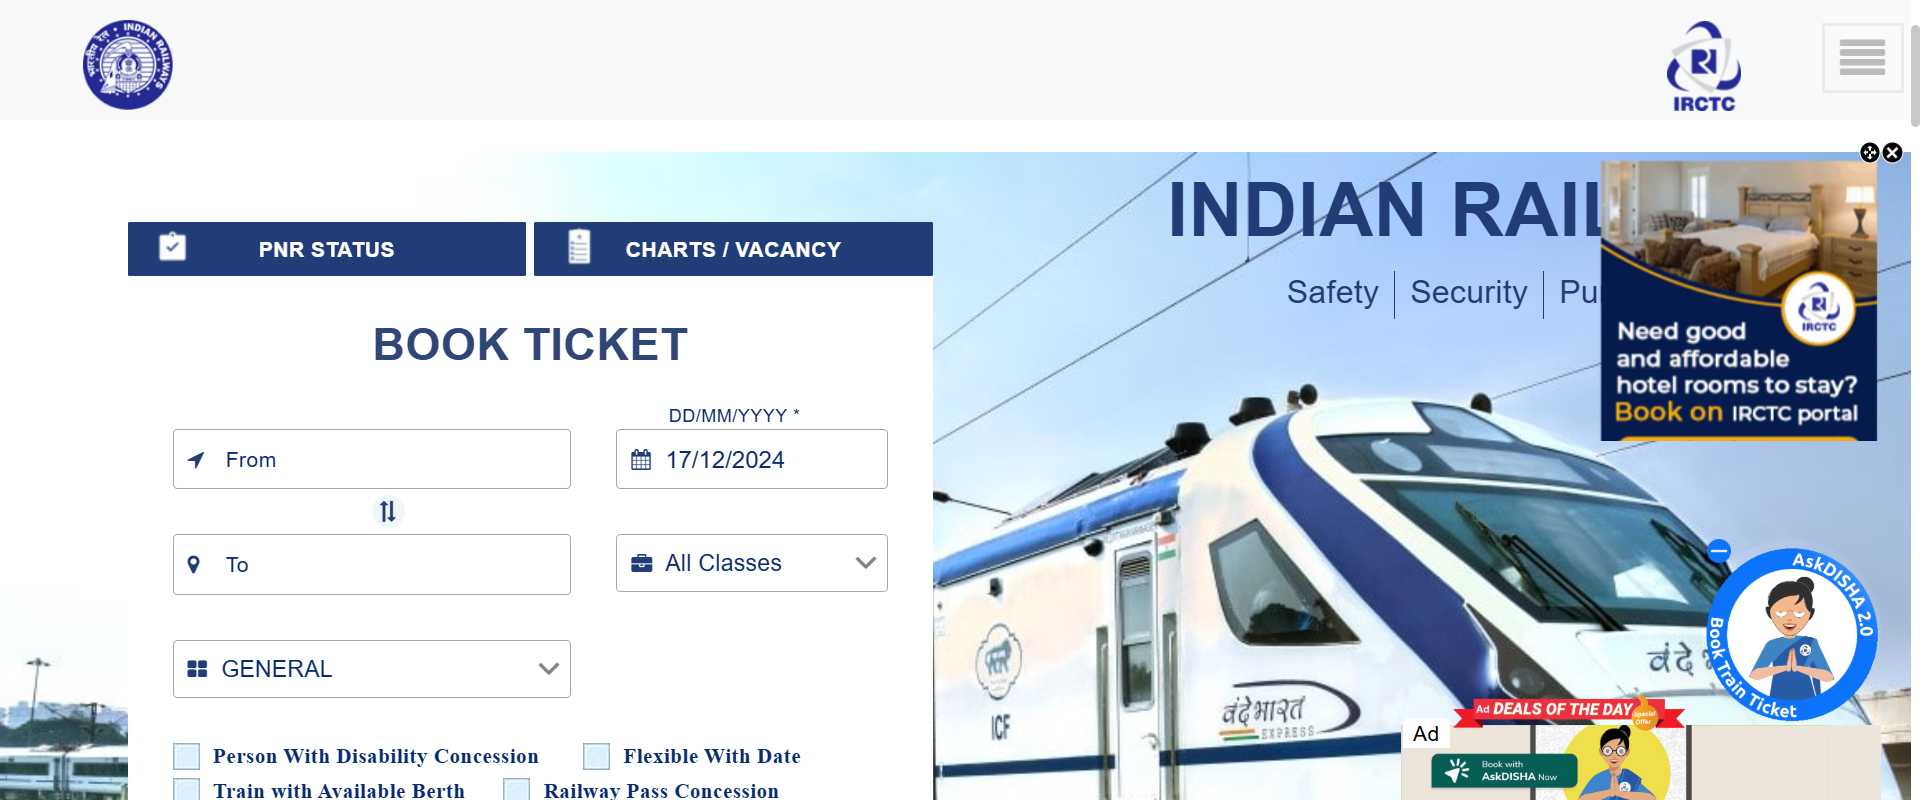 भारतीय रेल INDIAN RAILWAYS
IRCTC
PNR STATUS
CHARTS / VACANCY
INDIAN RAIL
Safety | Security | Pu
BOOK TICKET
DD/MM/YYYY *
From
17/12/2024
To
All Classes
GENERAL
Person With Disability Concession
Flexible With Date
Train with Available Berth
Railway Pass Concession
IRCTC
Need good
and affordable
hotel rooms to stay?
Book on IRCTC portal
ICF
वंदे भारत
EXPRESS
वंदे
AskDISHA 2.0
Book Train Ticket
Ad DEALS OF THE DAY
Special
Offer
Ad
Book with
AskDISHA Now